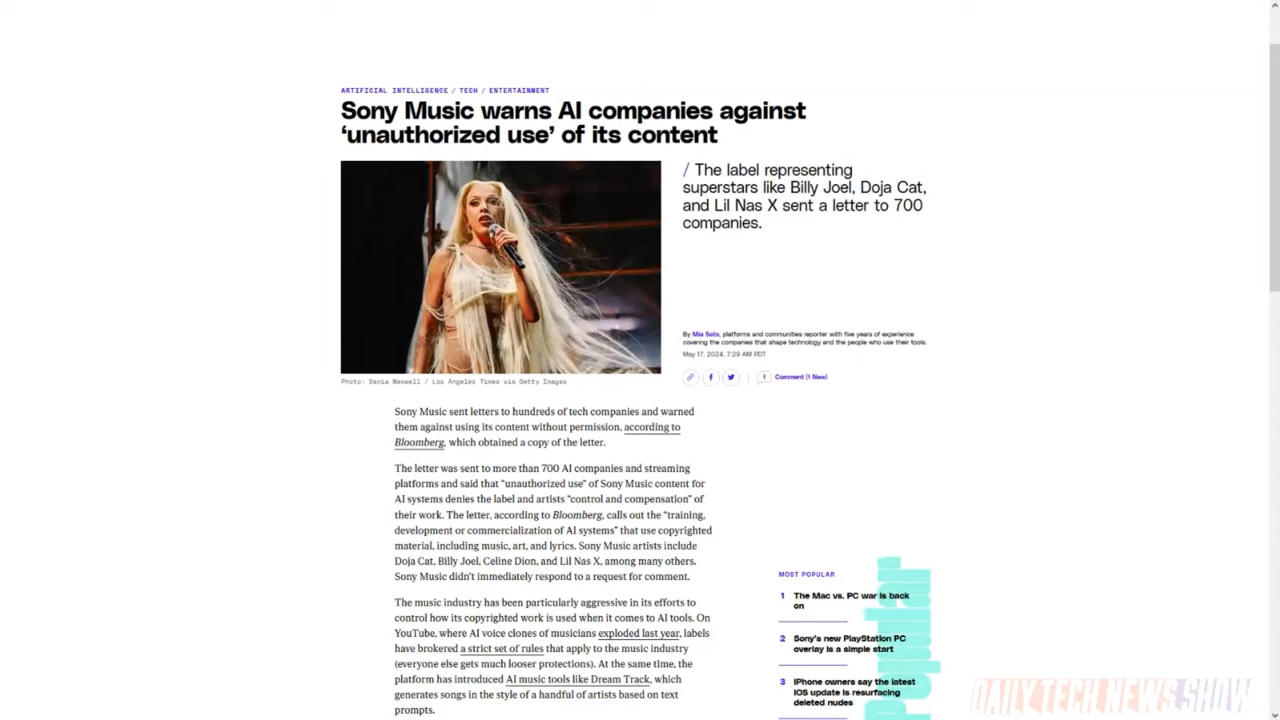 ARTIFICIAL INTELLIGENCE / TECH / ENTERTAINMENT
Sony Music warns AI companies against
‘unauthorized use’ of its content
/ The label representing
superstars like Billy Joel, Doja Cat,
and Lil Nas X sent a letter to 700
companies.
By Mia Sato, platforms and communities reporter with five years of experience
covering the companies that shape technology and the people who use their tools.
May 17, 2024, 7:29 AM PDT
Comment (1 New)
Photo: Dania Maxwell / Los Angeles Times via Getty Images
Sony Music sent letters to hundreds of tech companies and warned
them against using its content without permission, according to
Bloomberg, which obtained a copy of the letter.
The letter was sent to more than 700 AI companies and streaming
platforms and said that “unauthorized use” of Sony Music content for
AI systems denies the label and artists “control and compensation” of
their work. The letter, according to Bloomberg, calls out the “training,
development or commercialization of AI systems” that use copyrighted
material, including music, art, and lyrics. Sony Music artists include
Doja Cat, Billy Joel, Celine Dion, and Lil Nas X, among many others.
Sony Music didn’t immediately respond to a request for comment.
The music industry has been particularly aggressive in its efforts to
control how its copyrighted work is used when it comes to AI tools. On
YouTube, where AI voice clones of musicians exploded last year, labels
have brokered a strict set of rules that apply to the music industry
(everyone else gets much looser protections). At the same time, the
platform has introduced AI music tools like Dream Track, which
generates songs in the style of a handful of artists based on text
prompts.
MOST POPULAR
1 The Mac vs. PC war is back
on
2 Sony’s new PlayStation PC
overlay is a simple start
3 iPhone owners say the latest
iOS update is resurfacing
deleted nudes
Popular
DAILY TECH NEWS SHOW